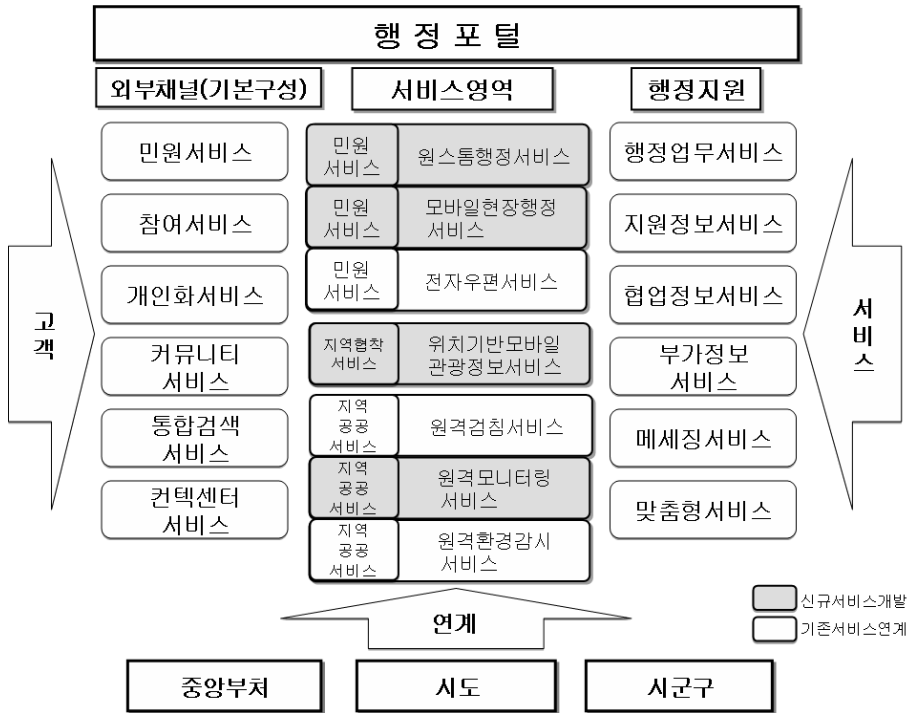 행정포털
외부채널(기본구성)
서비스영역
행정지원
고객
민원서비스
참여서비스
개인화서비스
커뮤니티
서비스
통합검색
서비스
컨텍센터
서비스
민원
서비스
원스톰행정서비스
민원
서비스
모바일현장행정
서비스
민원
서비스
전자우편서비스
지역협착
서비스
위치기반모바일
관광정보서비스
지역
공공
서비스
원격검침서비스
지역
공공
서비스
원격모니터링
서비스
지역
공공
서비스
원격환경감시
서비스
행정업무서비스
지원정보서비스
협업정보서비스
부가정보
서비스
메세징서비스
맞춤형서비스
서비스
연계
신규서비스개발
기존서비스연계
중앙부처
시도
시군구